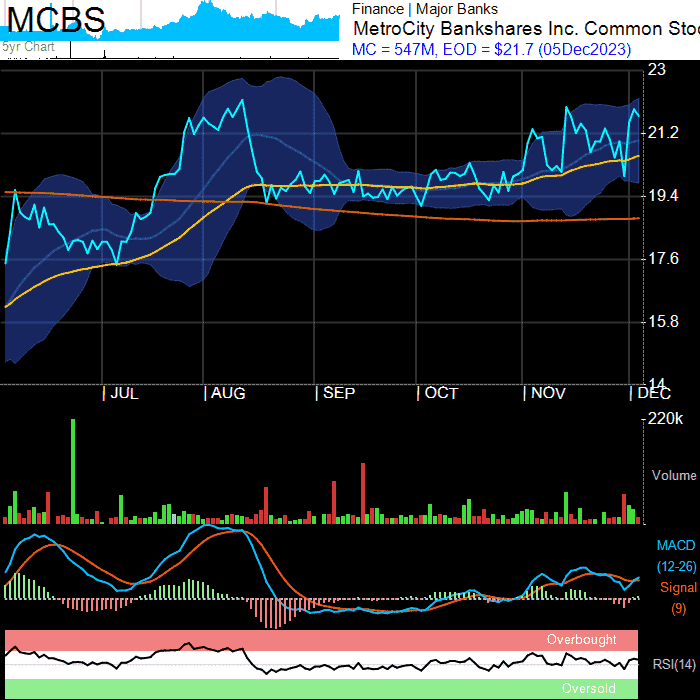 MCBS
5yr Chart
Finance | Major Banks
MetroCity Bankshares Inc. Common Sto
MC = 547M, EOD = $21.7 (05Dec2023)
23
21.2
19.4
17.6
15.8
14
JUL
AUG
SEP
OCT
NOV
DEC
220k
Volume
MACD
(12-26)
Signal
(9)
Overbought
RSI(14)
Oversold